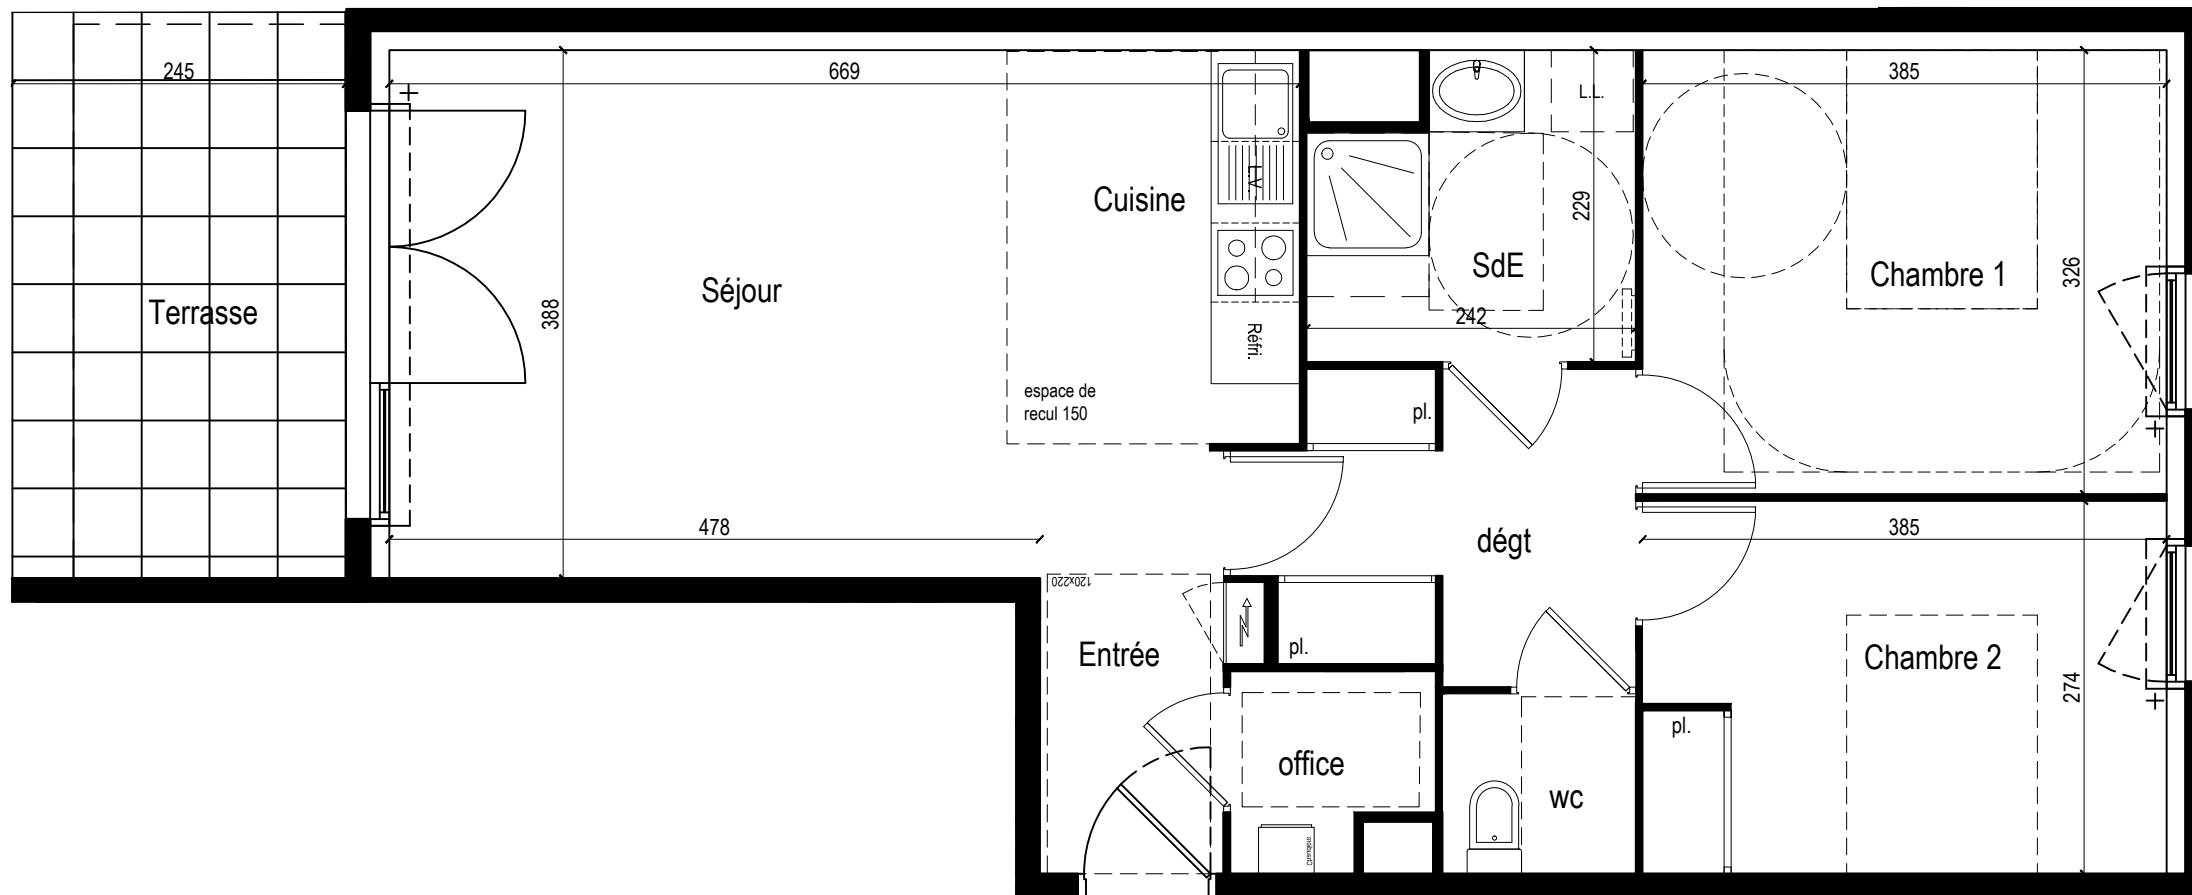 245
669
385
L.L.
Cuisine
L.V.
229
Séjour
SdE
Chambre 1
326
Terrasse
388
242
Réfri.
espace de
recul 150
pl.
478
dégt
385
120x220
Entrée
pl.
Chambre 2
274
office
pl.
wc
Chaudière